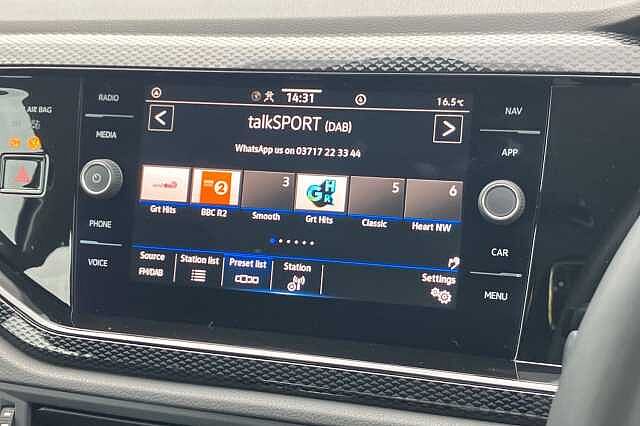 AIR BAG
RADIO
MEDIA
PHONE
VOICE
14:31
16.5°C
talkSPORT (DAB)
WhatsApp us on 03717 22 33 44
2
3
GHR
5
6
Grt Hits
BBC R2
Smooth
Grt Hits
Classic
Heart NW
Source
FM/DAB
Station list
Preset list
Station
Settings
NAV
APP
CAR
MENU